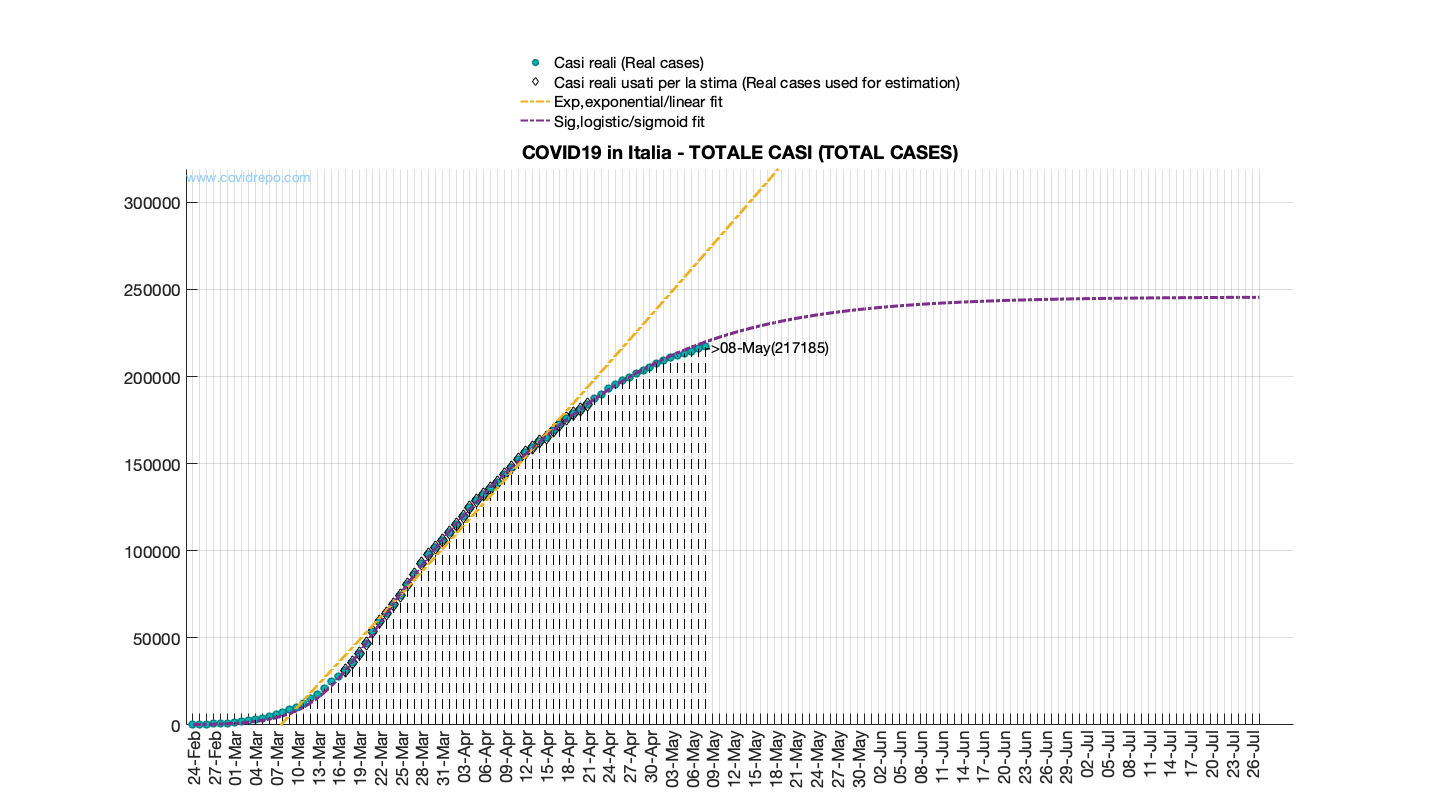 Casi reali (Real cases)
Casi reali usati per la stima (Real cases used for estimation)
Exp,exponential/linear fit
Sig,logistic/sigmoid fit
COVID19 in Italia - TOTALE CASI (TOTAL CASES)
www.covidrepo.com
300000
250000
200000
150000
100000
50000
0
->08-May(217185)
24-Feb
27-Feb
01-Mar
04-Mar
07-Mar
10-Mar
13-Mar
16-Mar
19-Mar
22-Mar
25-Mar
28-Mar
31-Mar
03-Apr
06-Apr
09-Apr
12-Apr
15-Apr
18-Apr
21-Apr
24-Apr
27-Apr
30-Apr
03-May
06-May
09-May
12-May
15-May
18-May
21-May
24-May
27-May
30-May
02-Jun
05-Jun
08-Jun
11-Jun
14-Jun
17-Jun
20-Jun
23-Jun
26-Jun
29-Jun
02-Jul
05-Jul
08-Jul
11-Jul
14-Jul
17-Jul
20-Jul
23-Jul
26-Jul